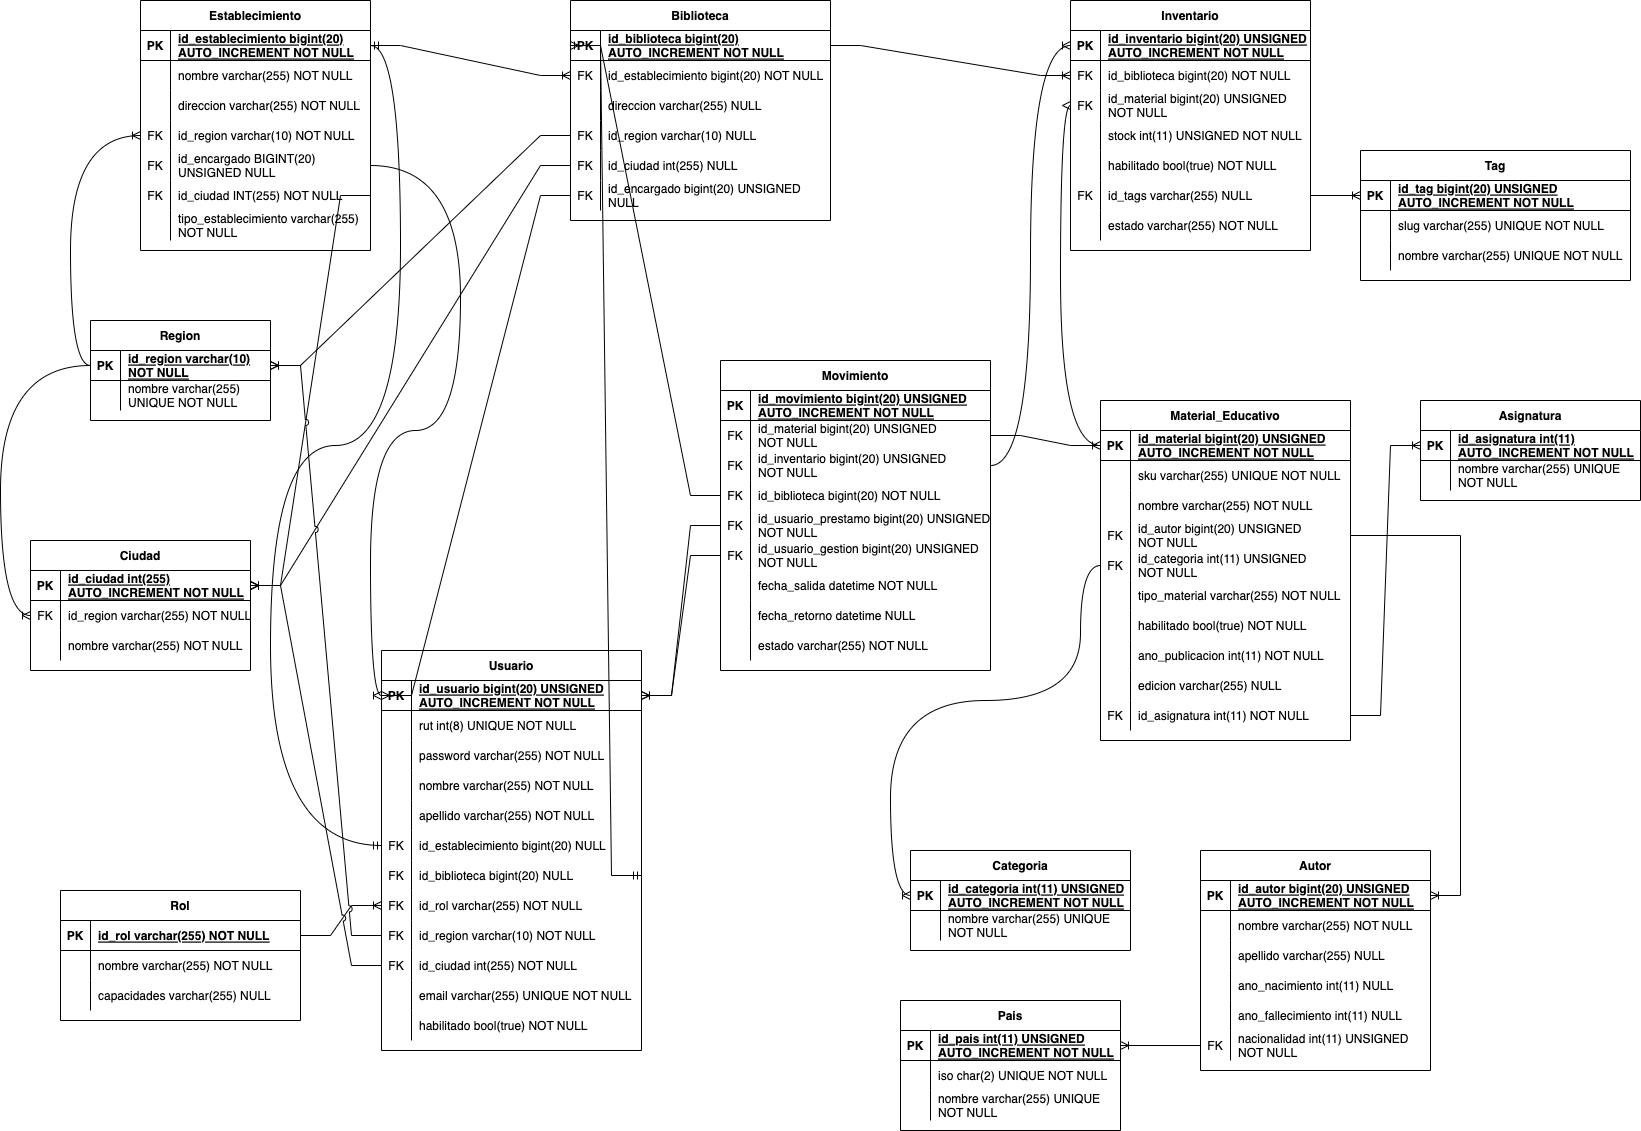 Establecimiento
PK
id_establecimiento bigint(20)
AUTO_INCREMENT NOT NULL
nombre varchar(255) NOT NULL
direccion varchar(255) NOT NULL
FK
id_region varchar(10) NOT NULL
FK
id_encargado BIGINT(20)
UNSIGNED NULL
FK
id_ciudad INT(255) NOT NULL
tipo_establecimiento varchar(255)
NOT NULL
Biblioteca
PK
id_biblioteca bigint(20)
AUTO_INCREMENT NOT NULL
FK
id_establecimiento bigint(20) NOT NULL
direccion varchar(255) NULL
FK
id_region varchar(10) NULL
FK
id_ciudad int(255) NULL
FK
id_encargado bigint(20) UNSIGNED
NULL
Inventario
PK
id_inventario bigint(20) UNSIGNED
AUTO_INCREMENT NOT NULL
FK
id_biblioteca bigint(20) NOT NULL
FK
id_material bigint(20) UNSIGNED
NOT NULL
stock int(11) UNSIGNED NOT NULL
habilitado bool(true) NOT NULL
FK
id_tags varchar(255) NULL
estado varchar(255) NOT NULL
Tag
PK
id_tag bigint(20) UNSIGNED
AUTO_INCREMENT NOT NULL
slug varchar(255) UNIQUE NOT NULL
nombre varchar(255) UNIQUE NOT NULL
Region
PK
id_region varchar(10)
NOT NULL
nombre varchar(255)
UNIQUE NOT NULL
Movimiento
PK
id_movimiento bigint(20) UNSIGNED
AUTO_INCREMENT NOT NULL
FK
id_material bigint(20) UNSIGNED
NOT NULL
FK
id_inventario bigint(20) UNSIGNED
NOT NULL
FK
id_biblioteca bigint(20) NOT NULL
FK
id_usuario_prestamo bigint(20) UNSIGNED
NOT NULL
FK
id_usuario_gestion bigint(20) UNSIGNED
NOT NULL
fecha_salida datetime NOT NULL
fecha_retorno datetime NULL
estado varchar(255) NOT NULL
Material_Educativo
PK
id_material bigint(20) UNSIGNED
AUTO_INCREMENT NOT NULL
sku varchar(255) UNIQUE NOT NULL
nombre varchar(255) NOT NULL
FK
id_autor bigint(20) UNSIGNED
NOT NULL
FK
id_categoria int(11) UNSIGNED
NOT NULL
tipo_material varchar(255) NOT NULL
habilitado bool(true) NOT NULL
ano_publicacion int(11) NOT NULL
edicion varchar(255) NULL
FK
id_asignatura int(11) NOT NULL
Asignatura
PK
id_asignatura int(11)
AUTO_INCREMENT NOT NULL
nombre varchar(255) UNIQUE
NOT NULL
Ciudad
PK
id_ciudad int(255)
AUTO_INCREMENT NOT NULL
FK
id_region varchar(255) NOT NULL
nombre varchar(255) NOT NULL
Usuario
PK
id_usuario bigint(20) UNSIGNED
AUTO_INCREMENT NOT NULL
rut int(8) UNIQUE NOT NULL
password varchar(255) NOT NULL
nombre varchar(255) NOT NULL
apellido varchar(255) NOT NULL
FK
id_establecimiento bigint(20) NULL
FK
id_biblioteca bigint(20) NULL
FK
id_rol varchar(255) NOT NULL
FK
id_region varchar(10) NOT NULL
FK
id_ciudad int(255) NOT NULL
email varchar(255) UNIQUE NOT NULL
habilitado bool(true) NOT NULL
Rol
PK
id_rol varchar(255) NOT NULL
nombre varchar(255) NOT NULL
capacidades varchar(255) NULL
Categoria
PK
id_categoria int(11) UNSIGNED
AUTO_INCREMENT NOT NULL
nombre varchar(255) UNIQUE
NOT NULL
Autor
PK
id_autor bigint(20) UNSIGNED
AUTO_INCREMENT NOT NULL
nombre varchar(255) NOT NULL
apellido varchar(255) NULL
ano_nacimiento int(11) NULL
ano_fallecimiento int(11) NULL
FK
nacionalidad int(11) UNSIGNED
NOT NULL
Pais
PK
id_pais int(11) UNSIGNED
AUTO_INCREMENT NOT NULL
iso char(2) UNIQUE NOT NULL
nombre varchar(255) UNIQUE
NOT NULL